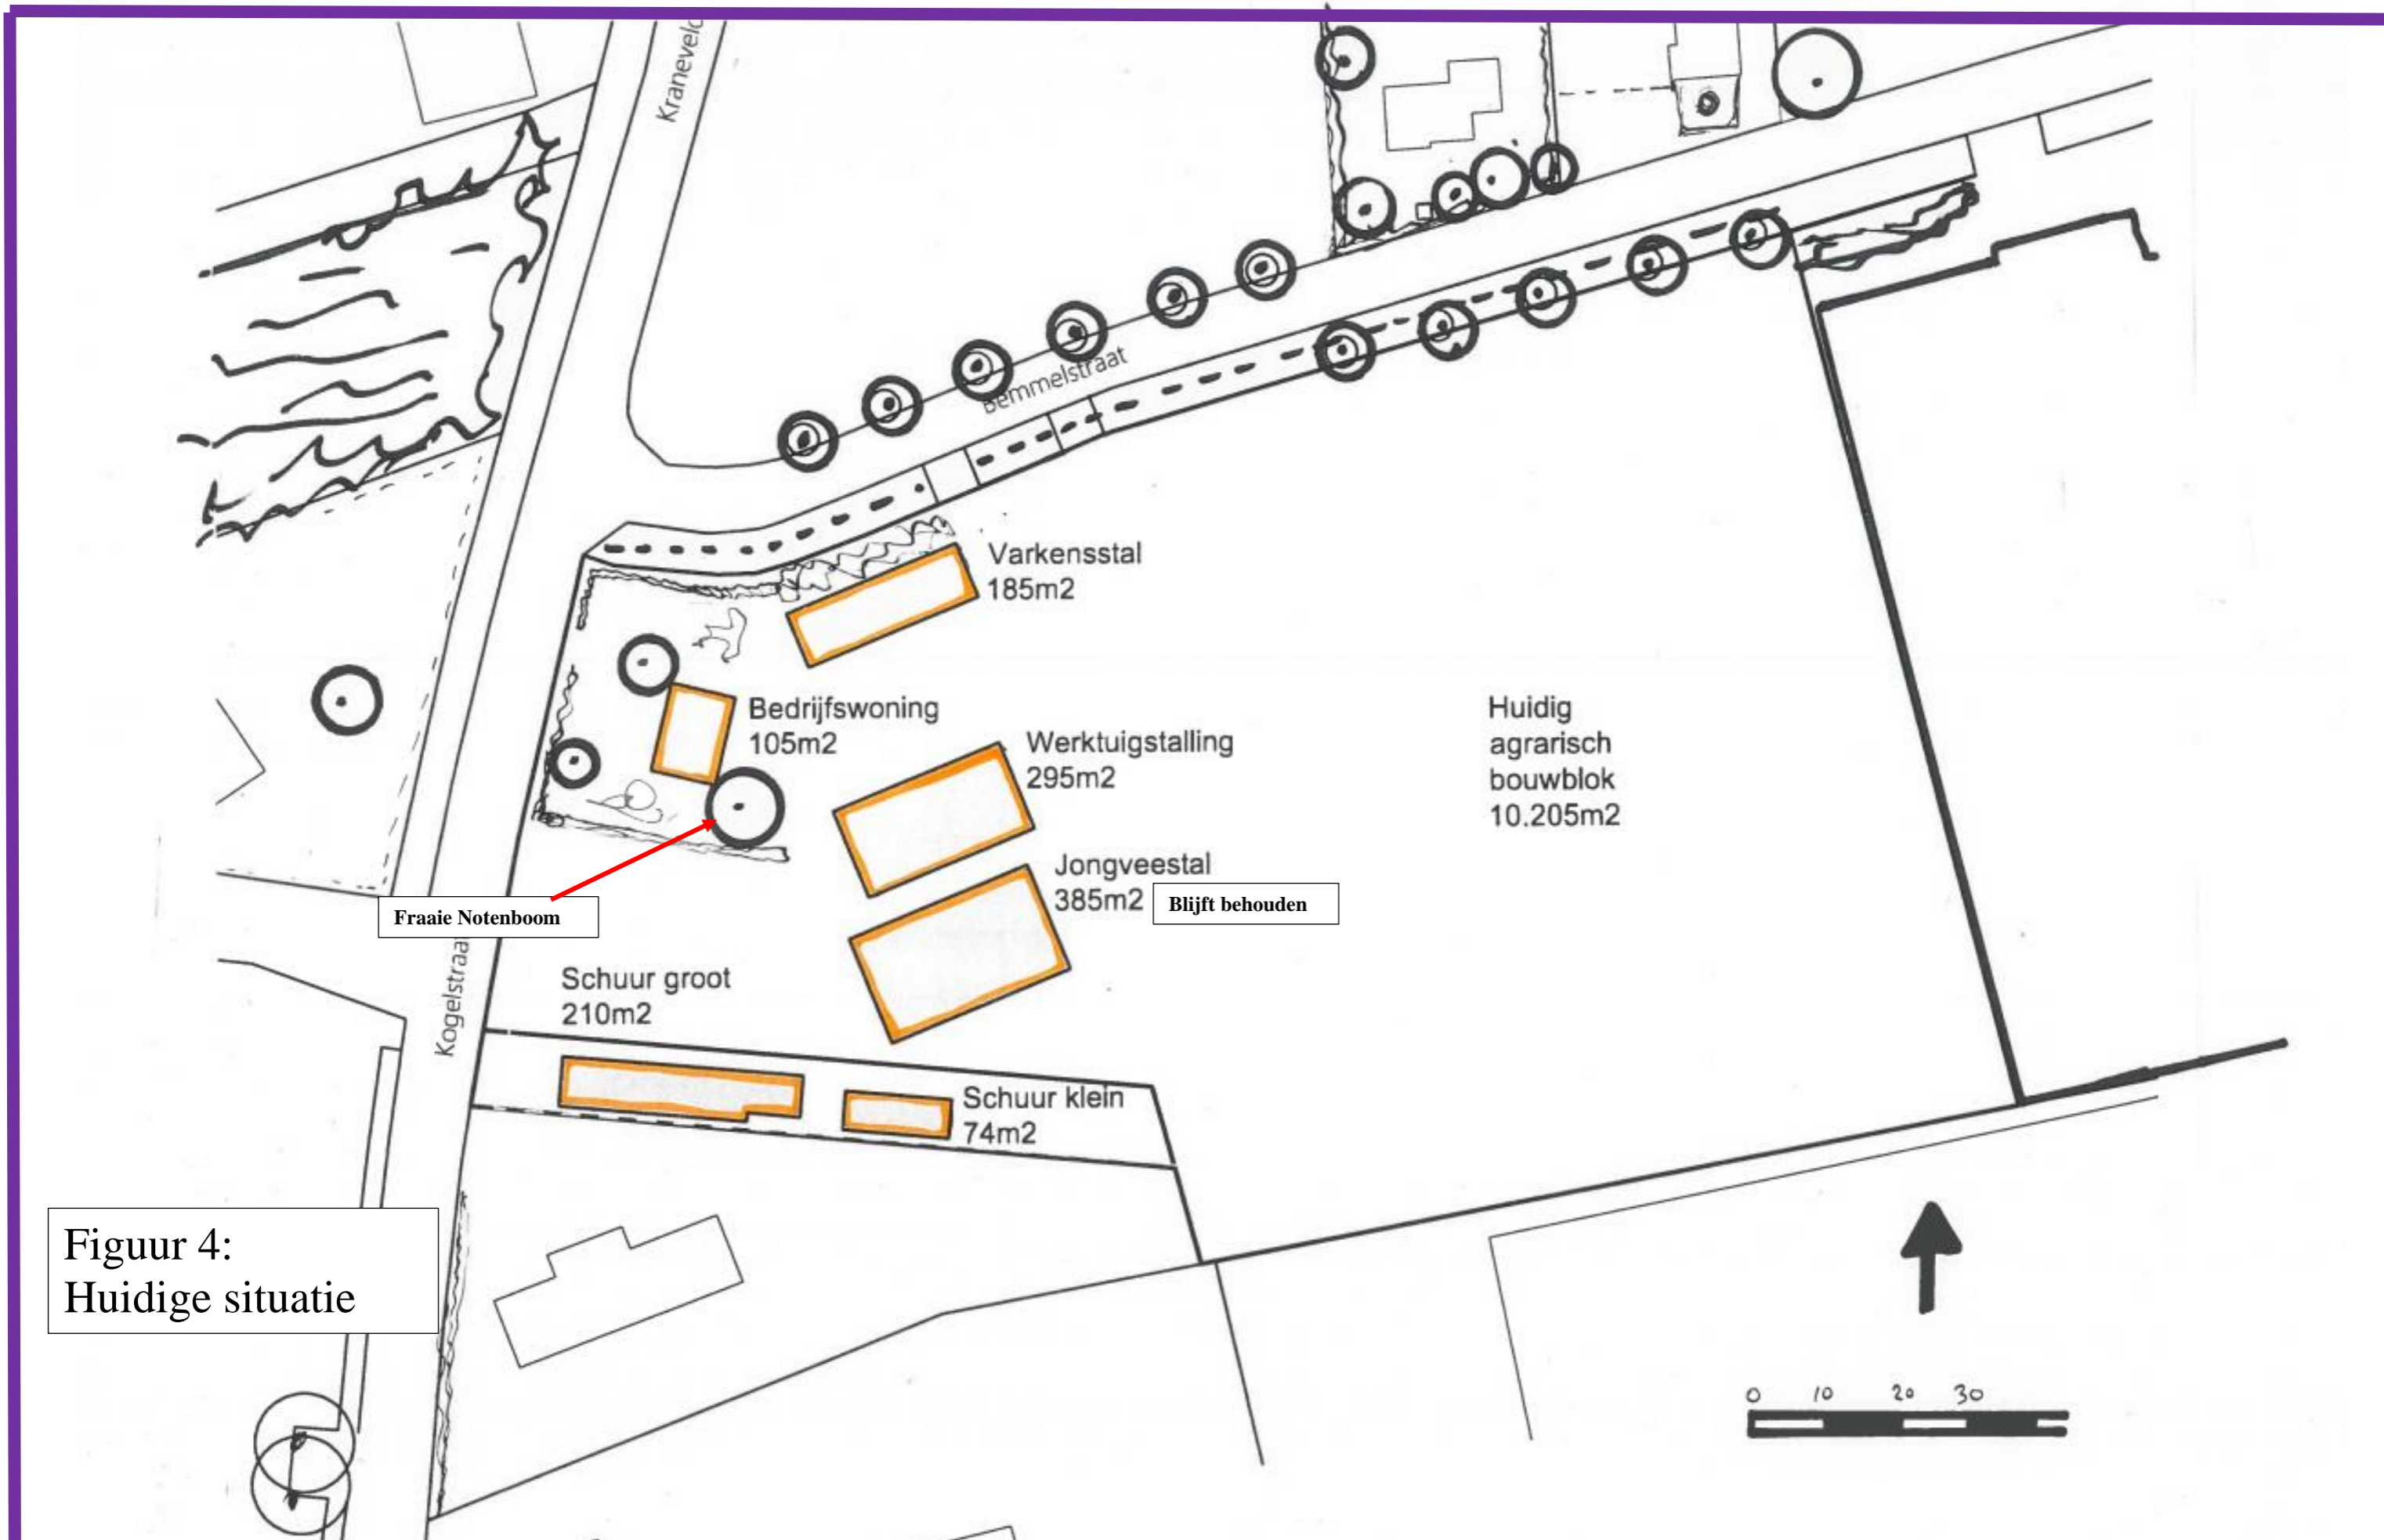 Kraneveld
Bemmelstraat
Varkensstal
185m2
Bedrijfswoning
105m2
Werktuigstalling
295m2
Huidig
agrarisch
bouwblok
10.205m2
Jongveestal
385m2
Blijft behouden
Fraaie Notenboom
Kogelstraa
Schuur groot
210m2
Schuur klein
74m2
Figuur 4:
Huidige situatie
0 10 20 30